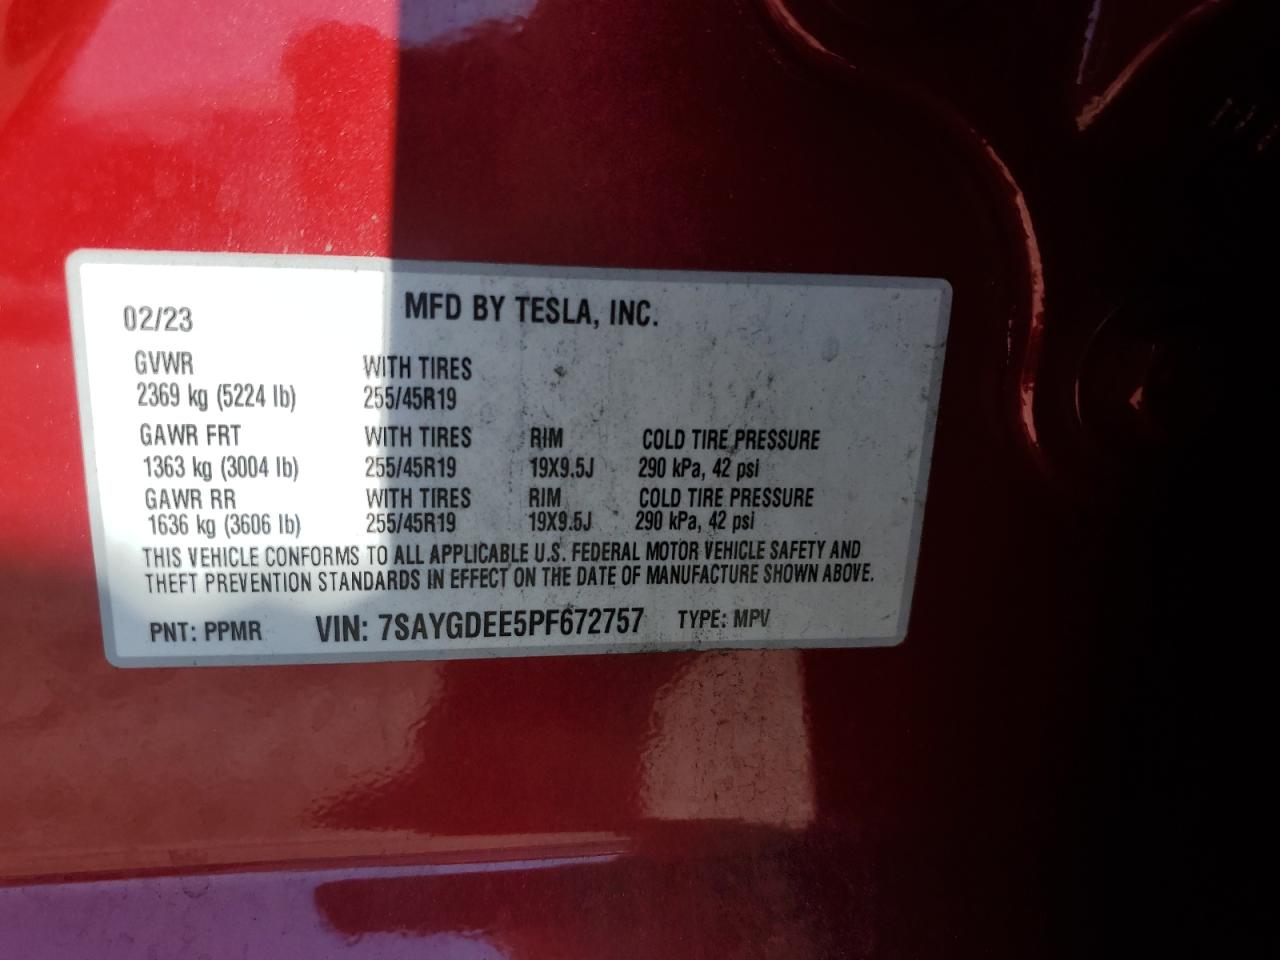 02/23 MFD BY TESLA, INC.
GVWR WITH TIRES
2369 kg (5224 lb) 255/45R19
GAWR FRT WITH TIRES RIM COLD TIRE PRESSURE
1363 kg (3004 lb) 255/45R19 19X9.5J 290 kPa, 42 psi
GAWR RR WITH TIRES RIM COLD TIRE PRESSURE
1636 kg (3606 lb) 255/45R19 19X9.5J 290 kPa, 42 psi
THIS VEHICLE CONFORMS TO ALL APPLICABLE U.S. FEDERAL MOTOR VEHICLE SAFETY AND
THEFT PREVENTION STANDARDS IN EFFECT ON THE DATE OF MANUFACTURE SHOWN ABOVE.
PNT: PPMR VIN: 7SAYGDEE5PF672757 TYPE: MPV